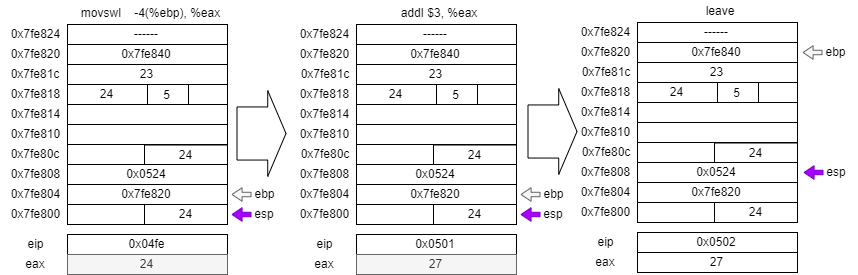 movswl -4(%ebp), %eax
0x7fe824 ------
0x7fe820 0x7fe840
0x7fe81c 23
0x7fe818 24 5
0x7fe814
0x7fe810
0x7fe80c 24
0x7fe808 0x0524
0x7fe804 0x7fe820 ebp
0x7fe800 24 esp
eip 0x04fe
eax 24
addl $3, %eax
0x7fe824 ------
0x7fe820 0x7fe840
0x7fe81c 23
0x7fe818 24 5
0x7fe814
0x7fe810
0x7fe80c 24
0x7fe808 0x0524
0x7fe804 0x7fe820 ebp
0x7fe800 24 esp
eip 0x0501
eax 27
leave
0x7fe824 ------
0x7fe820 0x7fe840 ebp
0x7fe81c 23
0x7fe818 24 5
0x7fe814
0x7fe810
0x7fe80c 24
0x7fe808 0x0524 esp
0x7fe804 0x7fe820
0x7fe800 24
eip 0x0502
eax 27